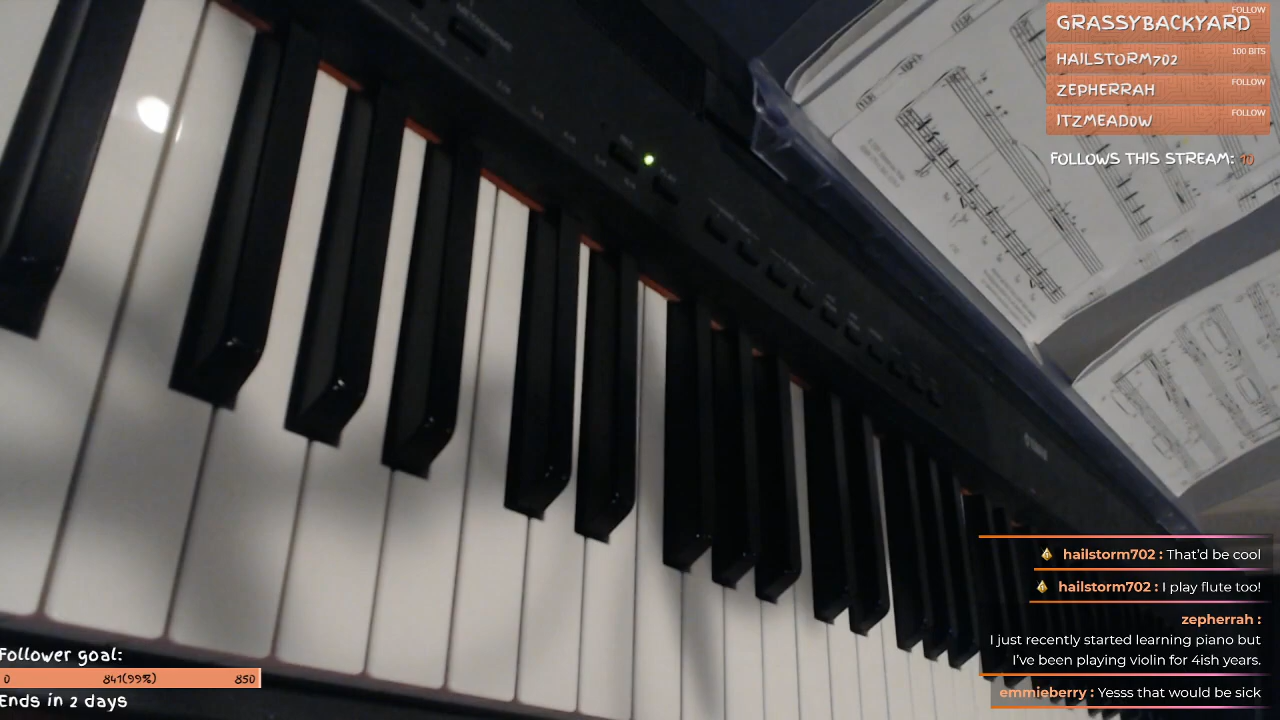 FOLLOW
GRASSYBACKYARD
100 BITS
HAILSTORM702
FOLLOW
ZEPHERRAH
FOLLOW
ITZMEADOW
FOLLOWS THIS STREAM: 10
hailstorm702 : That'd be cool
hailstorm702 : I play flute too!
zepherrah :
I just recently started learning piano but
I've been playing violin for 4ish years.
emmieberry : Yesss that would be sick
Follower goal:
0 841(99%) 850
Ends in 2 days